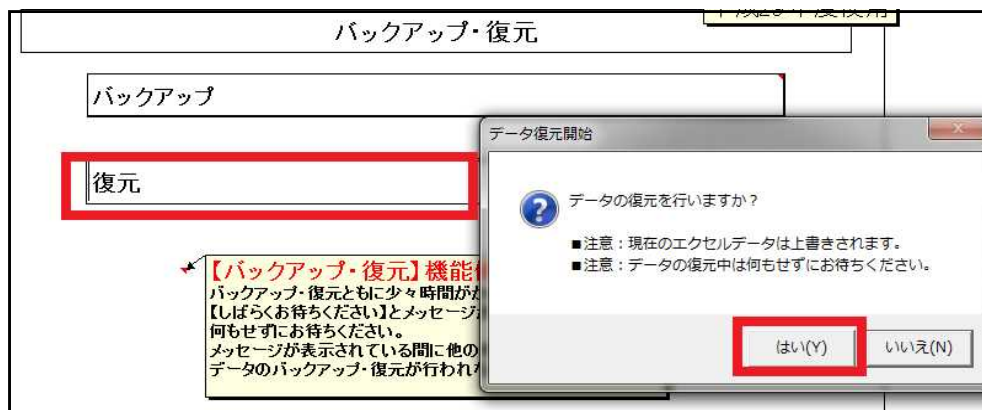 バックアップ・復元
バックアップ
復元
データ復元開始
データの復元を行いますか？
■注意：現在のエクセルデータは上書きされます。
■注意：データの復元中は何もせずにお待ちください。
はい(Y)
いいえ(N)
【バックアップ・復元】機能
バックアップ・復元ともに少々時間が
【しばらくお待ちください】とメッセージ
何もせずにお待ちください。
メッセージが表示されている間に他の
データのバックアップ・復元が行われ